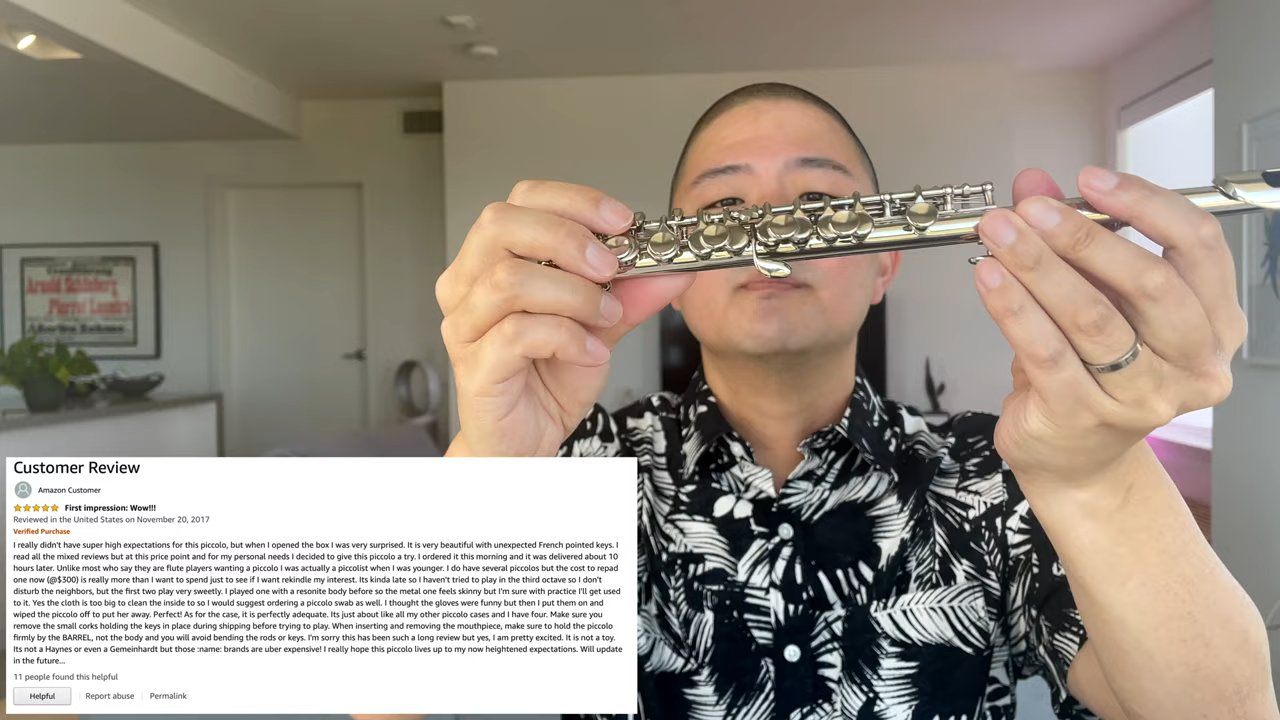 Arnold Schönberg
Pierrot Lunaire
Customer Review
Amazon Customer
First impression: Wow!!!
Reviewed in the United States on November 20, 2017
Verified Purchase
I really didn't have super high expectations for this piccolo, but when I opened the box I was very surprised. It is very beautiful with unexpected French pointed keys. I
read all the mixed reviews but at this price point and for my personal needs I decided to give this piccolo a try. I ordered it this morning and it was delivered about 10
hours later. Unlike most who say they are flute players wanting a piccolo I was actually a piccolist when I was younger. I do have several piccolos but the cost to repad
one now (@$300) is really more than I want to spend just to see if I want rekindle my interest. Its kinda late so I haven't tried to play in the third octave so I don't
disturb the neighbors, but the first two play very sweetly. I played one with a resonite body before so the metal one feels skinny but I'm sure with practice I'll get used
to it. Yes the cloth is too big to clean the inside to so I would suggest ordering a piccolo swab as well. I thought the gloves were funny but then I put them on and
wiped the piccolo off to put her away. Perfect! As for the case, it is perfectly adequate. Its just about like all my other piccolo cases and I have four. Make sure you
remove the small corks holding the keys in place during shipping before trying to play. When inserting and removing the mouthpiece, make sure to hold the piccolo
firmly by the BARREL, not the body and you will avoid bending the rods or keys. I'm sorry this has been such a long review but yes, I am pretty excited. It is not a toy.
Its not a Haynes or even a Gemeinhardt but those :name: brands are uber expensive! I really hope this piccolo lives up to my now heightened expectations. Will update
in the future...
11 people found this helpful
Helpful
Report abuse
Permalink